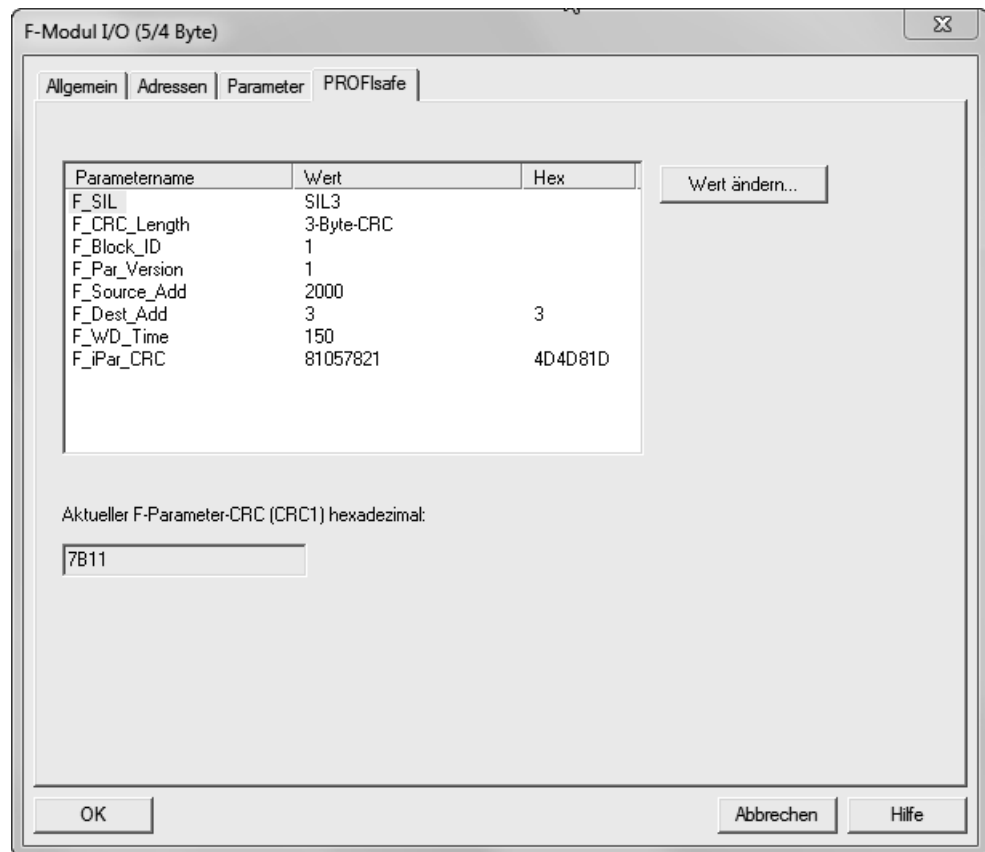 F-Modul I/O (5/4 Byte)
Allgemein Adressen Parameter PROFIsafe
Parametername Wert Hex
Wert ändern...
F_SIL SIL3
F_CRC_Length 3-Byte-CRC
F_Block_ID 1
F_Par_Version 1
F_Source_Add 2000
F_Dest_Add 3 3
F_WD_Time 150
F_iPar_CRC 81057821 4D4D81D
Aktueller F-Parameter-CRC (CRC1) hexadezimal:
7B11
OK Abbrechen Hilfe